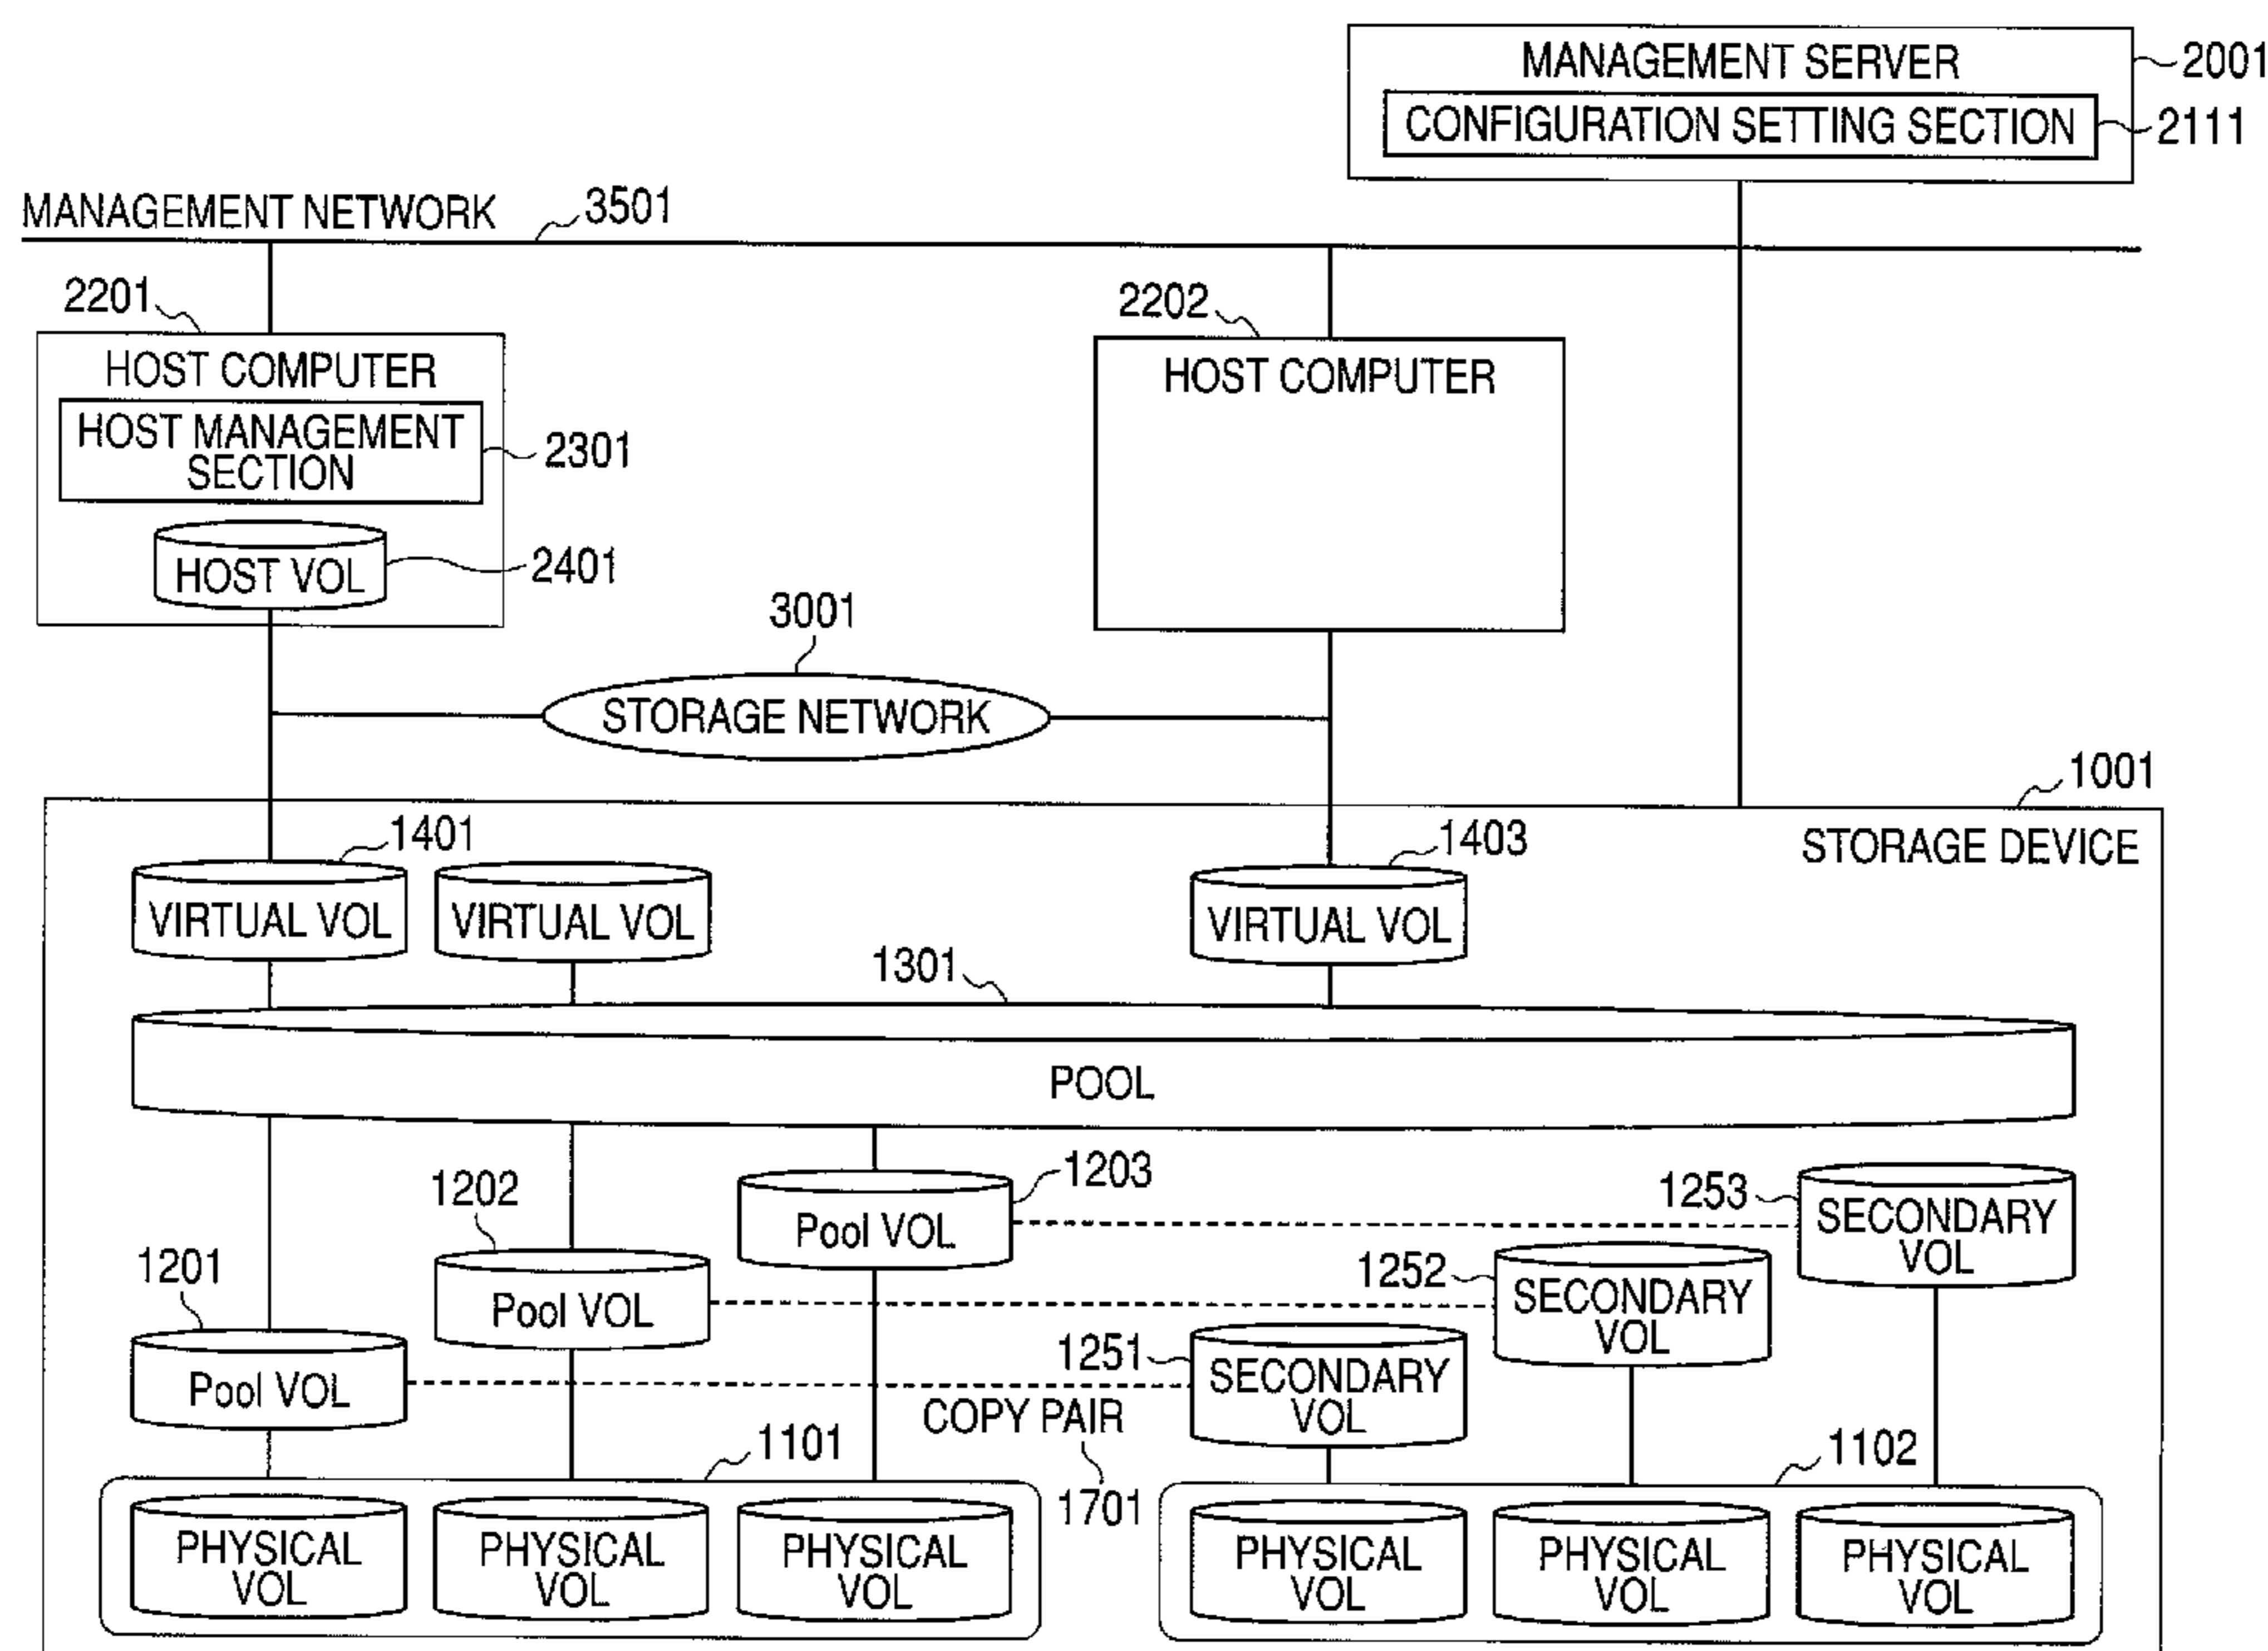 MANAGEMENT SERVER
2001
CONFIGURATION SETTING SECTION
2111
MANAGEMENT NETWORK
3501
2201
2202
HOST COMPUTER
HOST COMPUTER
HOST MANAGEMENT
SECTION
2301
HOST VOL
2401
3001
STORAGE NETWORK
1001
STORAGE DEVICE
1401
1403
VIRTUAL VOL
VIRTUAL VOL
VIRTUAL VOL
1301
POOL
1203
Pool VOL
1253
SECONDARY
VOL
1202
Pool VOL
1252
SECONDARY
VOL
1201
Pool VOL
1251
SECONDARY
VOL
COPY PAIR
1701
1101
PHYSICAL
VOL
PHYSICAL
VOL
PHYSICAL
VOL
1102
PHYSICAL
VOL
PHYSICAL
VOL
PHYSICAL
VOL